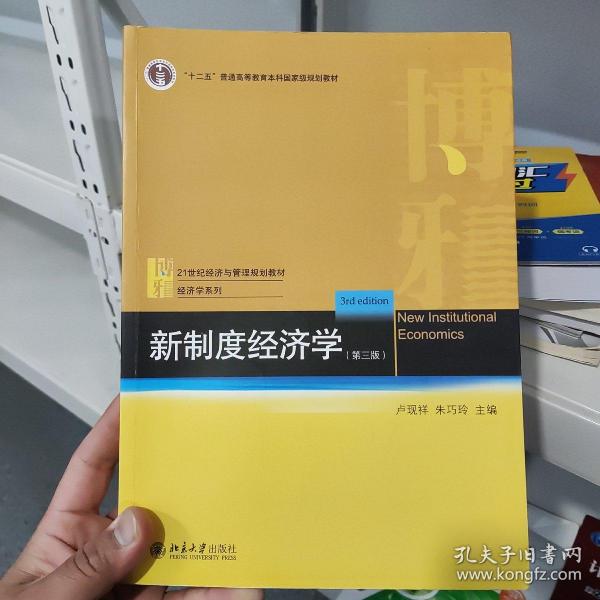 "十二五"普通高等教育本科国家级规划教材
博雅
博雅
21世纪经济与管理规划教材
经济学系列
3rd edition
新制度经济学(第三版)
New Institutional
Economics
卢现祥 朱巧玲 主编
北京大学出版社
PEKING UNIVERSITY PRESS
孔夫子旧书网
www.kongfz.com